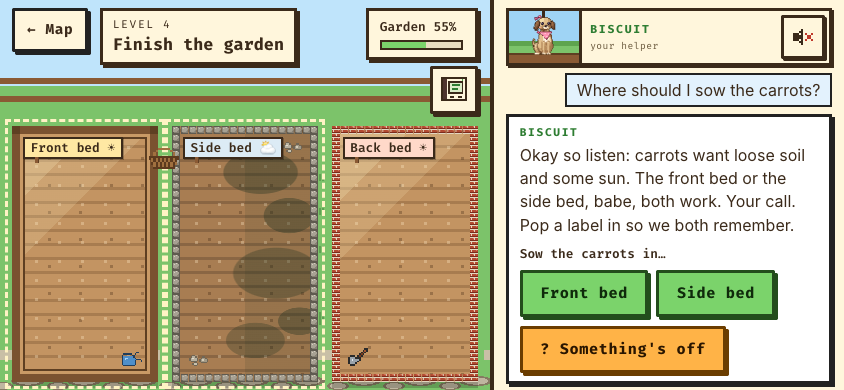 ← Map
LEVEL 4
Finish the garden
Garden 55%
Front bed ☀
Side bed ⛅
Back bed ☀
BISCUIT
your helper
Where should I sow the carrots?
BISCUIT
Okay so listen: carrots want loose soil
and some sun. The front bed or the
side bed, babe, both work. Your call.
Pop a label in so we both remember.
Sow the carrots in…
Front bed
Side bed
? Something's off